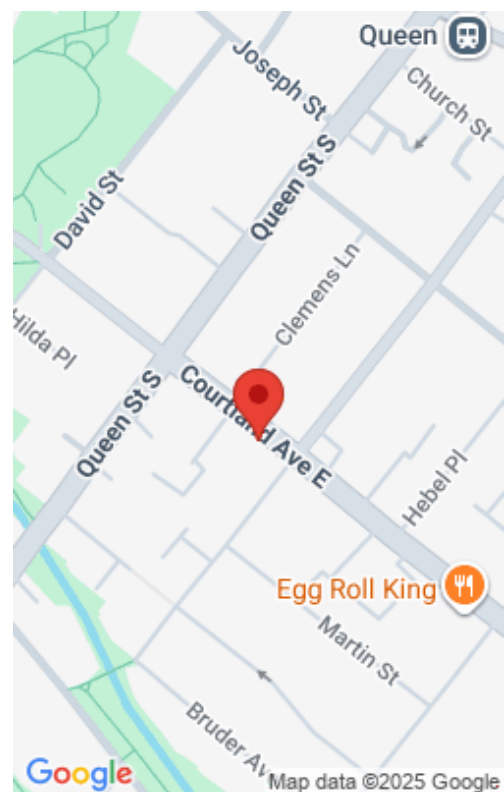 Queen
Joseph St
Church St
Queen St S
David St
Clemens Ln
Hilda Pl
Courtland Ave E
Queen St S
Hebel Pl
Egg Roll King
Martin St
Bruder Av
Google
Map data ©2025 Google